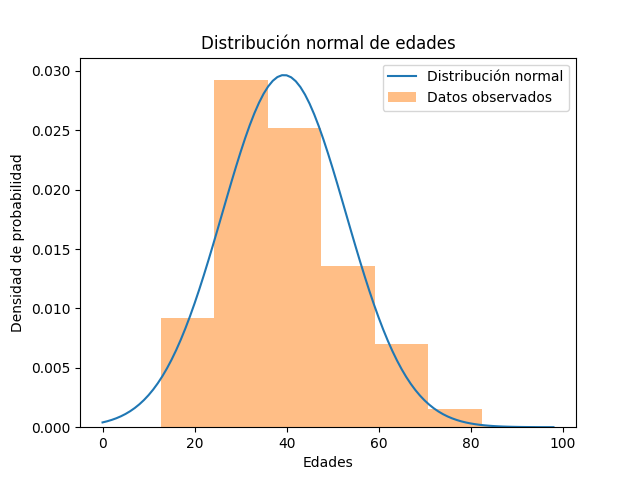 Distribución normal de edades
Distribución normal
Datos observados
Densidad de probabilidad
0.030
0.025
0.020
0.015
0.010
0.005
0.000
0 20 40 60 80 100
Edades